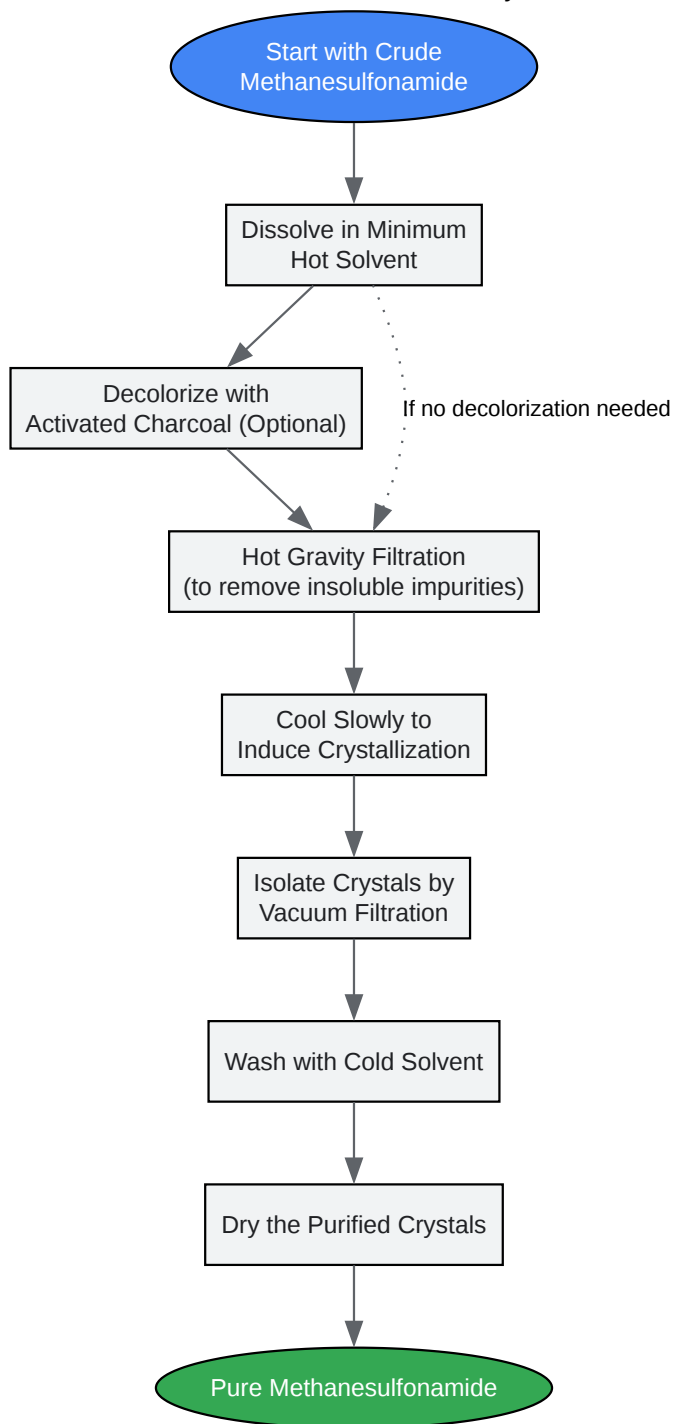 Start with Crude
Methanesulfonamide
Dissolve in Minimum
Hot Solvent
Decolorize with
Activated Charcoal (Optional)
If no decolorization needed
Hot Gravity Filtration
(to remove insoluble impurities)
Cool Slowly to
Induce Crystallization
Isolate Crystals by
Vacuum Filtration
Wash with Cold Solvent
Dry the Purified Crystals
Pure Methanesulfonamide